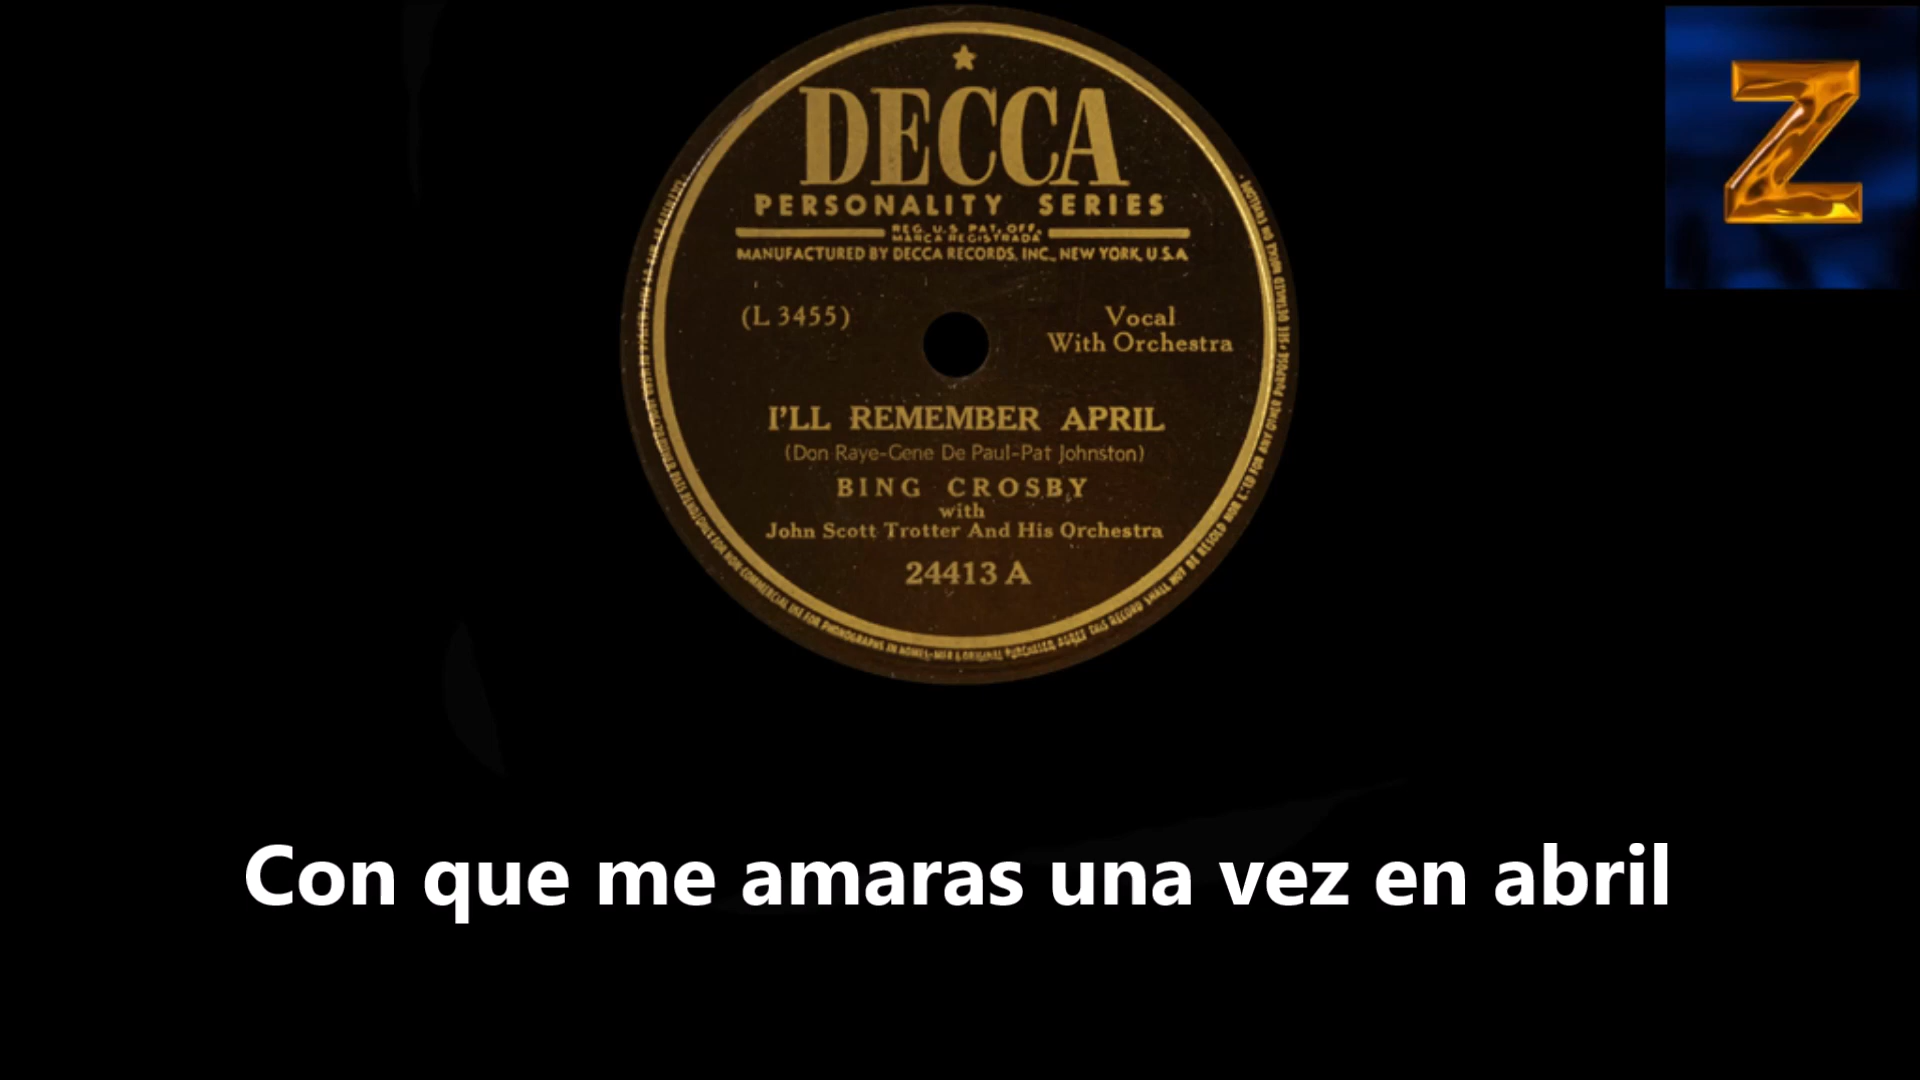 DECCA
PERSONALITY SERIES
REG. U.S. PAT. OFF.
MARCA REGISTRADA
MANUFACTURED BY DECCA RECORDS, INC., NEW YORK, U.S.A
(L 3455)
Vocal
With Orchestra
I'LL REMEMBER APRIL
(Don Raye-Gene De Paul-Pat Johnston)
BING CROSBY
with
John Scott Trotter And His Orchestra
24413 A
Z
Con que me amaras una vez en abril